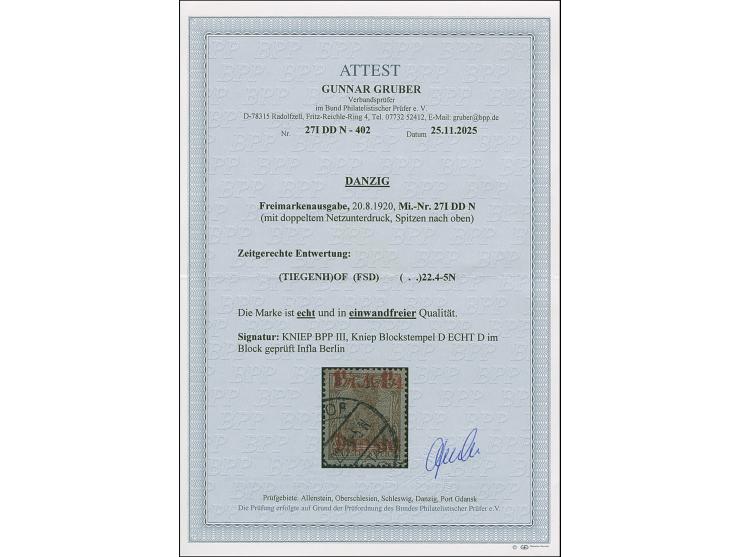 ATTEST
GUNNAR GRUBER
Verbandsprüfer
im Bund Philatelistischer Prüfer e. V.
D-78315 Radolfzell, Fritz-Reichle-Ring 4, Tel. 07732 52412, E-Mail: gruber@bpp.de
Nr. 27I DD N - 402 Datum 25.11.2025
DANZIG
Freimarkenausgabe, 20.8.1920, Mi.-Nr. 27I DD N
(mit doppeltem Netzunterdruck, Spitzen nach oben)
Zeitgerechte Entwertung:
(TIEGENH)OF (FSD) ( . .)22.4-5N
Die Marke ist echt und in einwandfreier Qualität.
Signatur: KNIEP BPP III, Kniep Blockstempel D ECHT D im
Block geprüft Infla Berlin
OF
Prüfgebiete: Allenstein, Oberschlesien, Schleswig, Danzig, Port Gdansk
Die Prüfung erfolgte auf Grund der Prüfordnung des Bundes Philatelistischer Prüfer e.V.